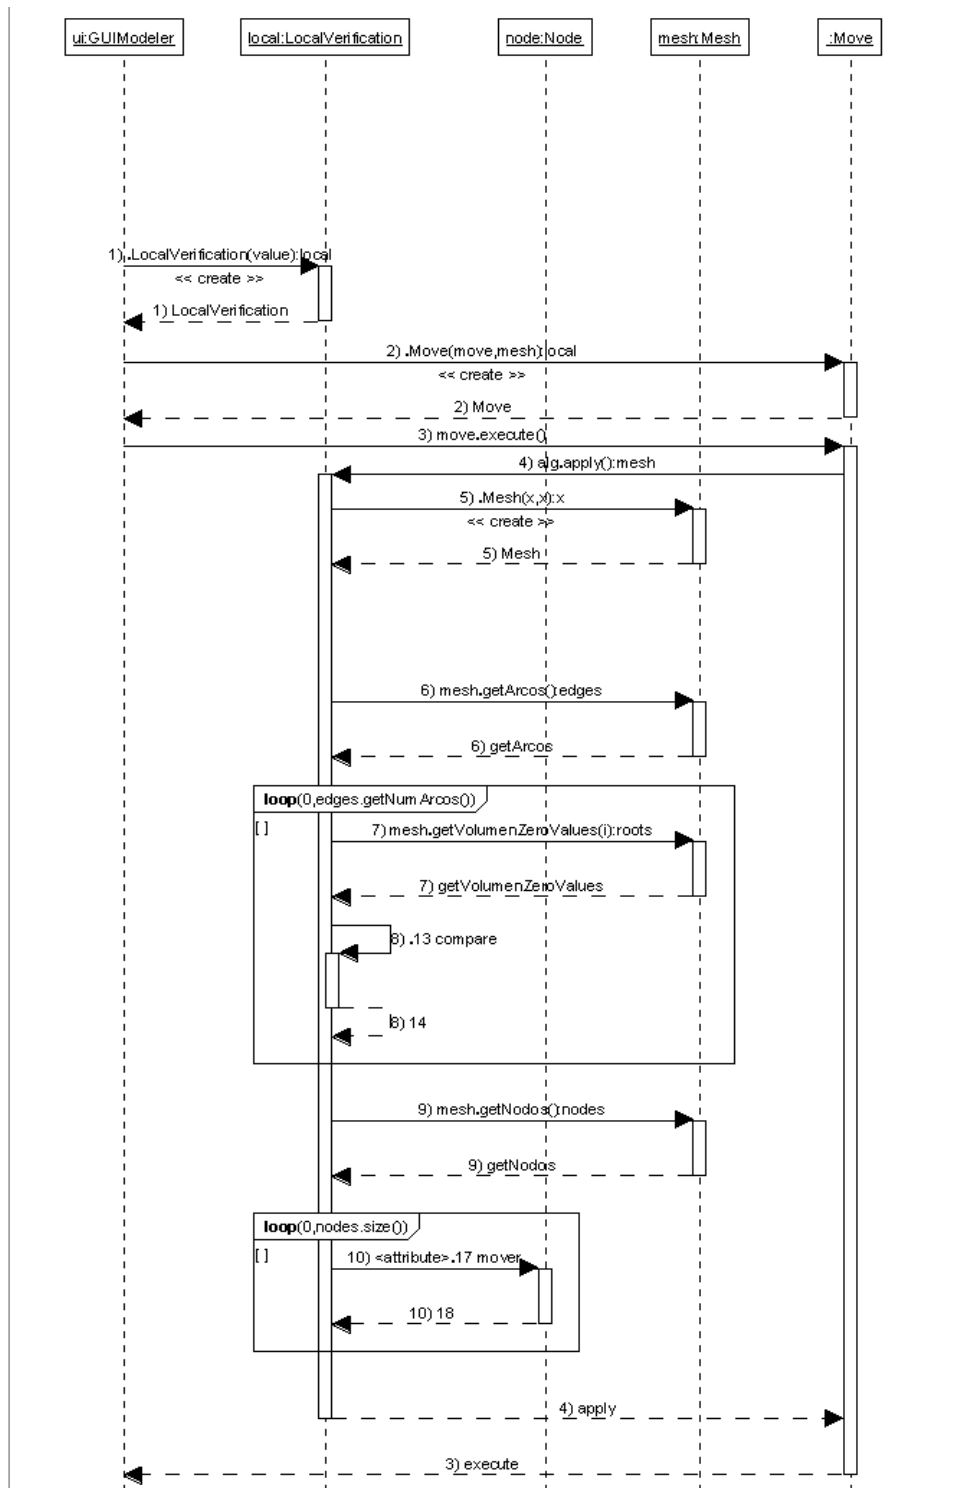 ui:GUIModeler
local:LocalVerification
node:Node
mesh:Mesh
:Move
1) .LocalVerification(value):local
<< create >>
1) LocalVerification
2) .Move(move,mesh):local
<< create >>
2) Move
3) move.execute()
4) alg.apply():mesh
5) .Mesh(x,x):x
<< create >>
5) Mesh
6) mesh.getArcos():edges
6) getArcos
loop(0,edges.getNumArcos())
[ ]
7) mesh.getVolumenZeroValues(i):roots
7) getVolumenZeroValues
8) .13 compare
8) 14
9) mesh.getNodos():nodes
9) getNodos
loop(0,nodes.size())
[ ]
10) <attribute>.17 mover
10) 18
4) apply
3) execute